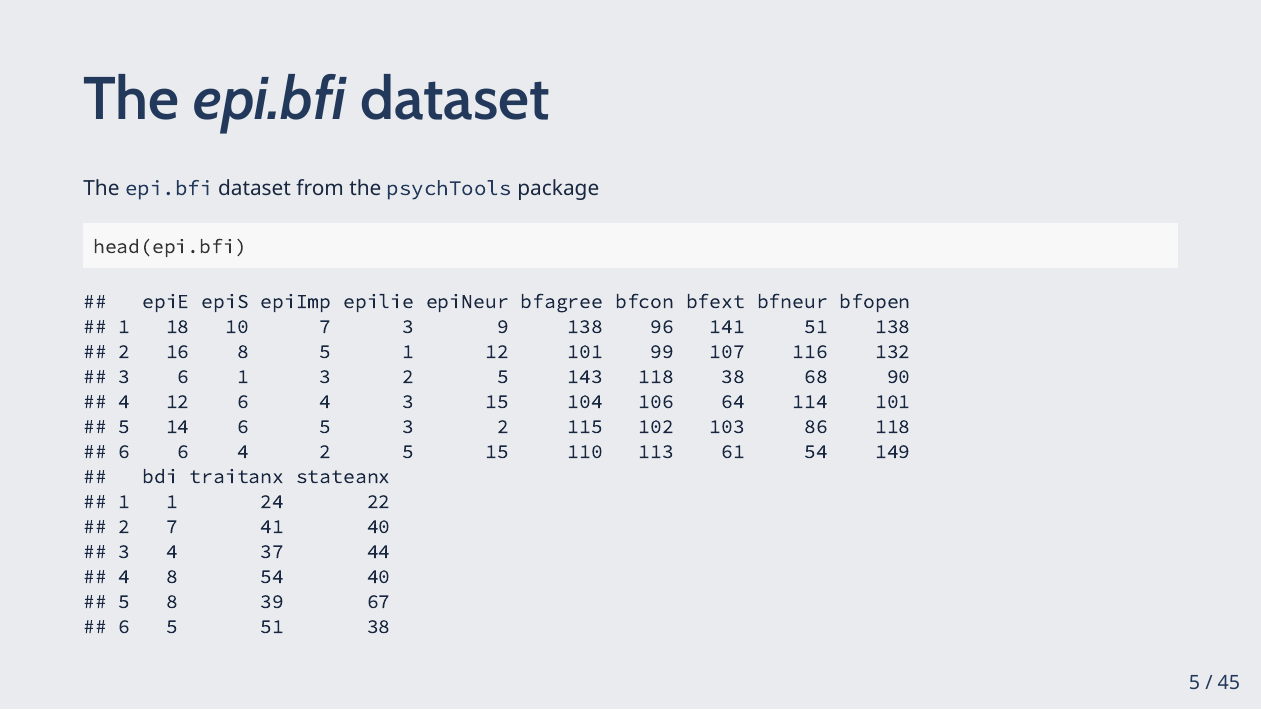 The epi.bfi dataset
The epi.bfi dataset from the psychTools package
head(epi.bfi)
##   epiE epiS epiImp epilie epiNeur bfagree bfcon bfext bfneur bfopen
## 1   18   10      7      3       9     138    96   141     51    138
## 2   16    8      5      1      12     101    99   107    116    132
## 3    6    1      3      2       5     143   118    38     68     90
## 4   12    6      4      3      15     104   106    64    114    101
## 5   14    6      5      3       2     115   102   103     86    118
## 6    6    4      2      5      15     110   113    61     54    149
##   bdi traitanx stateanx
## 1   1       24       22
## 2   7       41       40
## 3   4       37       44
## 4   8       54       40
## 5   8       39       67
## 6   5       51       38
5 / 45